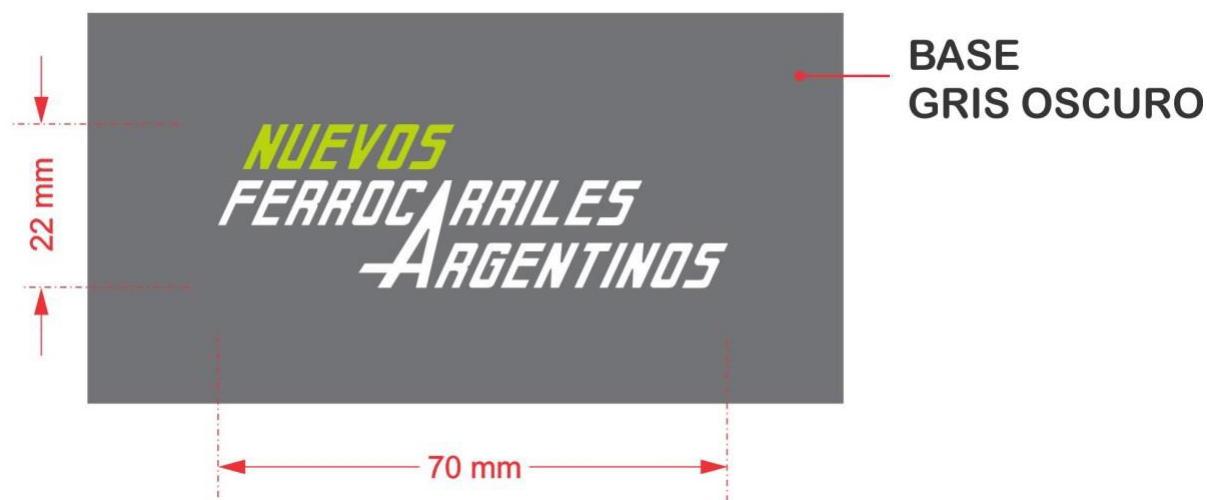 BASE
GRIS OSCURO
22 mm
NUEVOS
FERROCARRILES
ARGENTINOS
70 mm